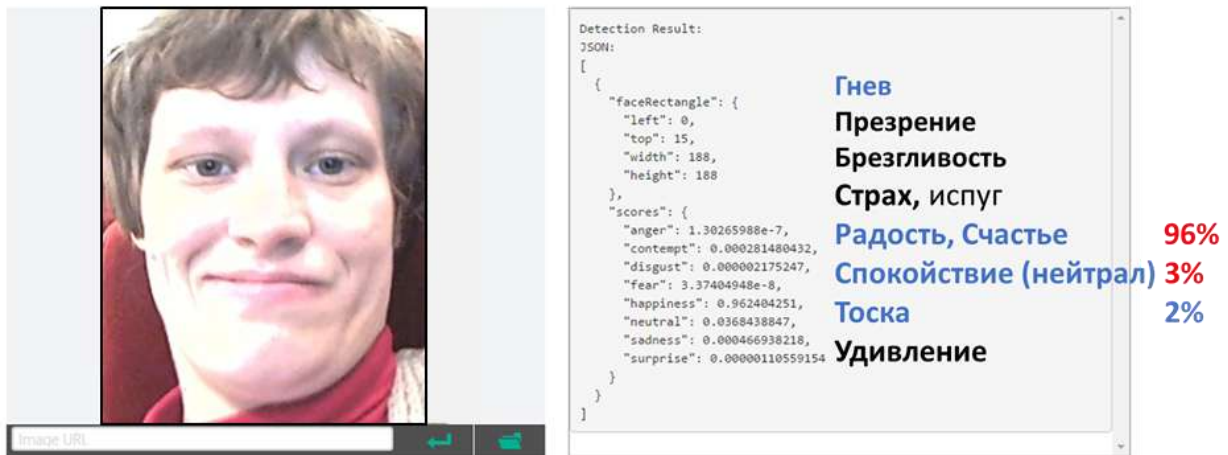 Image URL
Detection Result:
JSON:
[
{
"faceRectangle": {
"left": 0,
"top": 15,
"width": 188,
"height": 188
},
"scores": {
"anger": 1.30265988e-7,
"contempt": 0.000281480432,
"disgust": 0.000002175247,
"fear": 3.37404948e-8,
"happiness": 0.962404251,
"neutral": 0.0368438847,
"sadness": 0.000466938218,
"surprise": 0.00000110559154
}
}
]
Гнев
Презрение
Брезгливость
Страх, испуг
Радость, Счастье 96%
Спокойствие (нейтрал) 3%
Тоска 2%
Удивление